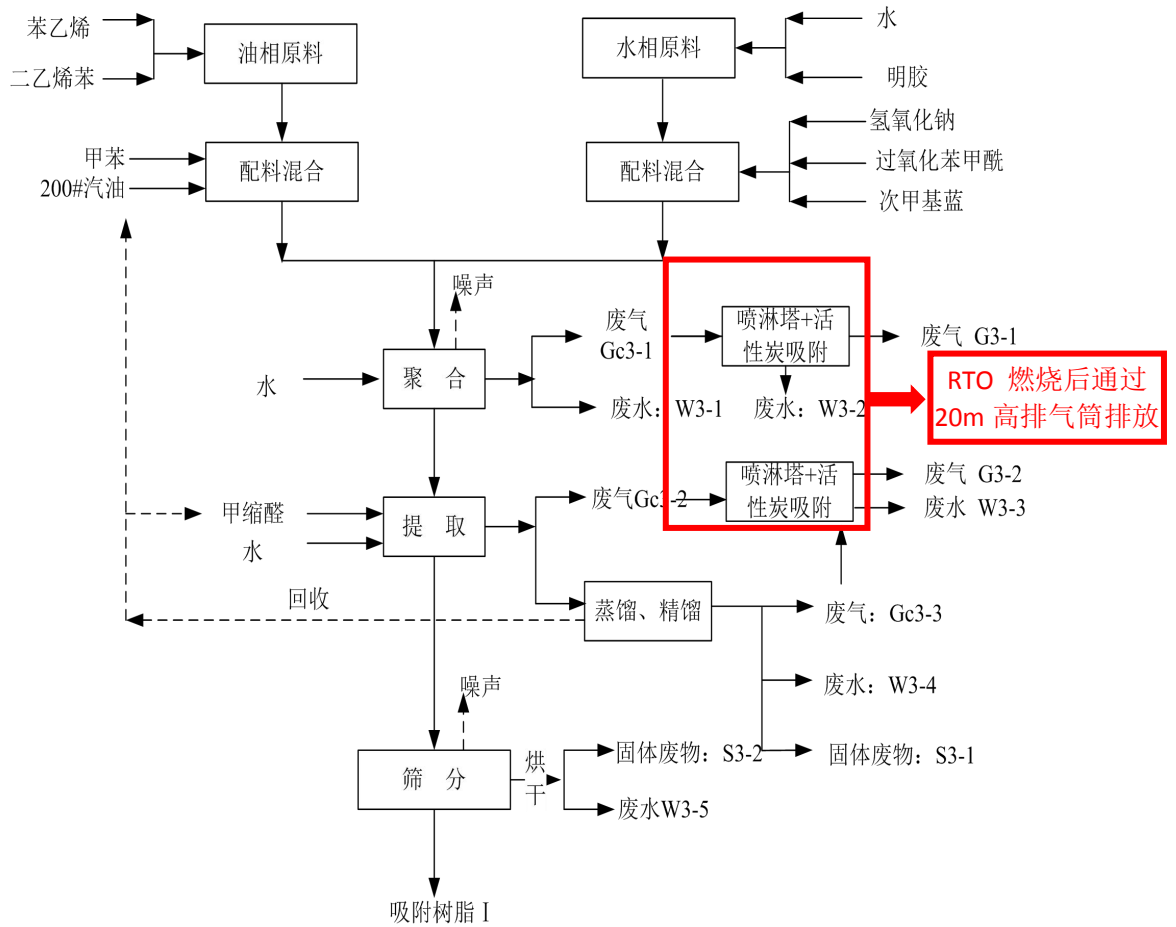 苯乙烯
二乙烯苯
油相原料
水相原料
水
明胶
甲苯
200#汽油
配料混合
配料混合
氢氧化钠
过氧化苯甲酰
次甲基蓝
噪声
水
聚 合
废气
Gc3-1
废水：W3-1
喷淋塔+活
性炭吸附
废水：W3-2
废气 G3-1
RTO 燃烧后通过
20m 高排气筒排放
甲缩醛
水
提 取
废气Gc3-2
喷淋塔+活
性炭吸附
废气 G3-2
废水 W3-3
回收
蒸馏、精馏
废气：Gc3-3
废水：W3-4
固体废物：S3-1
噪声
筛 分
烘
干
固体废物：S3-2
废水W3-5
吸附树脂Ⅰ